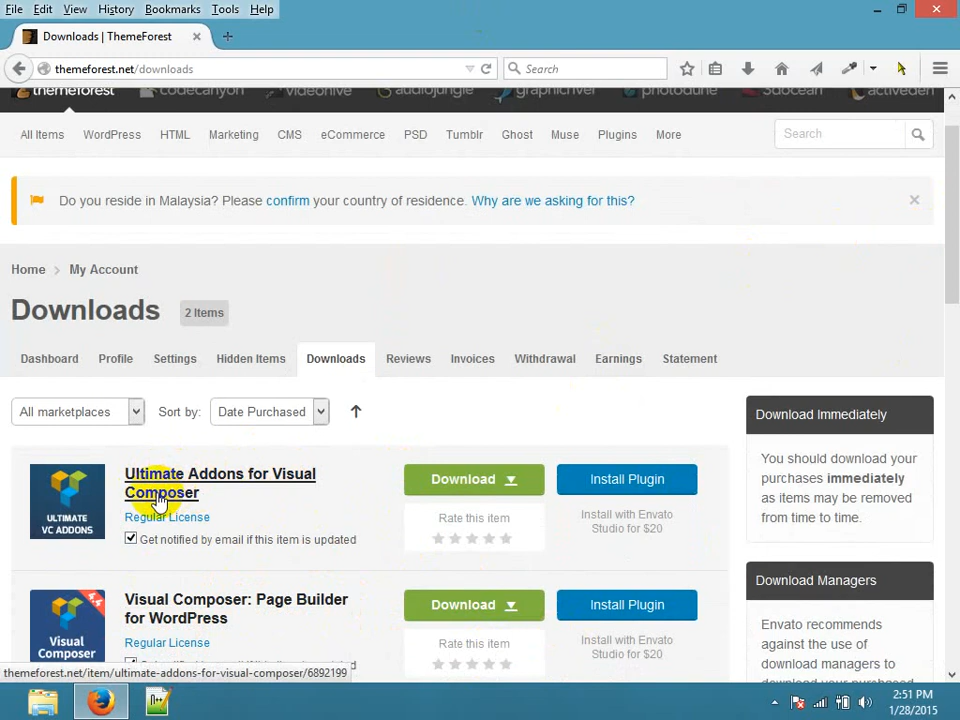 File Edit View History Bookmarks Tools Help
Downloads | ThemeForest
themeforest.net/downloads
Search
themeforest codecanyon videohive audiojungle graphicriver photodune 3docean activeden
All Items WordPress HTML Marketing CMS eCommerce PSD Tumblr Ghost Muse Plugins More
Search
Do you reside in Malaysia? Please confirm your country of residence. Why are we asking for this?
Home > My Account
Downloads 2 Items
Dashboard Profile Settings Hidden Items Downloads Reviews Invoices Withdrawal Earnings Statement
All marketplaces Sort by: Date Purchased
ULTIMATE
VC ADDONS
Ultimate Addons for Visual
Composer
Regular License
Get notified by email if this item is updated
Download
Rate this item
Install Plugin
Install with Envato
Studio for $20
4.4
Visual
Composer
Visual Composer: Page Builder
for WordPress
Regular License
Download
Rate this item
Install Plugin
Install with Envato
Studio for $20
Download Immediately
You should download your
purchases immediately
as items may be removed
from time to time.
Download Managers
Envato recommends
against the use of
download managers to
themeforest.net/item/ultimate-addons-for-visual-composer/6892199
2:51 PM
1/28/2015